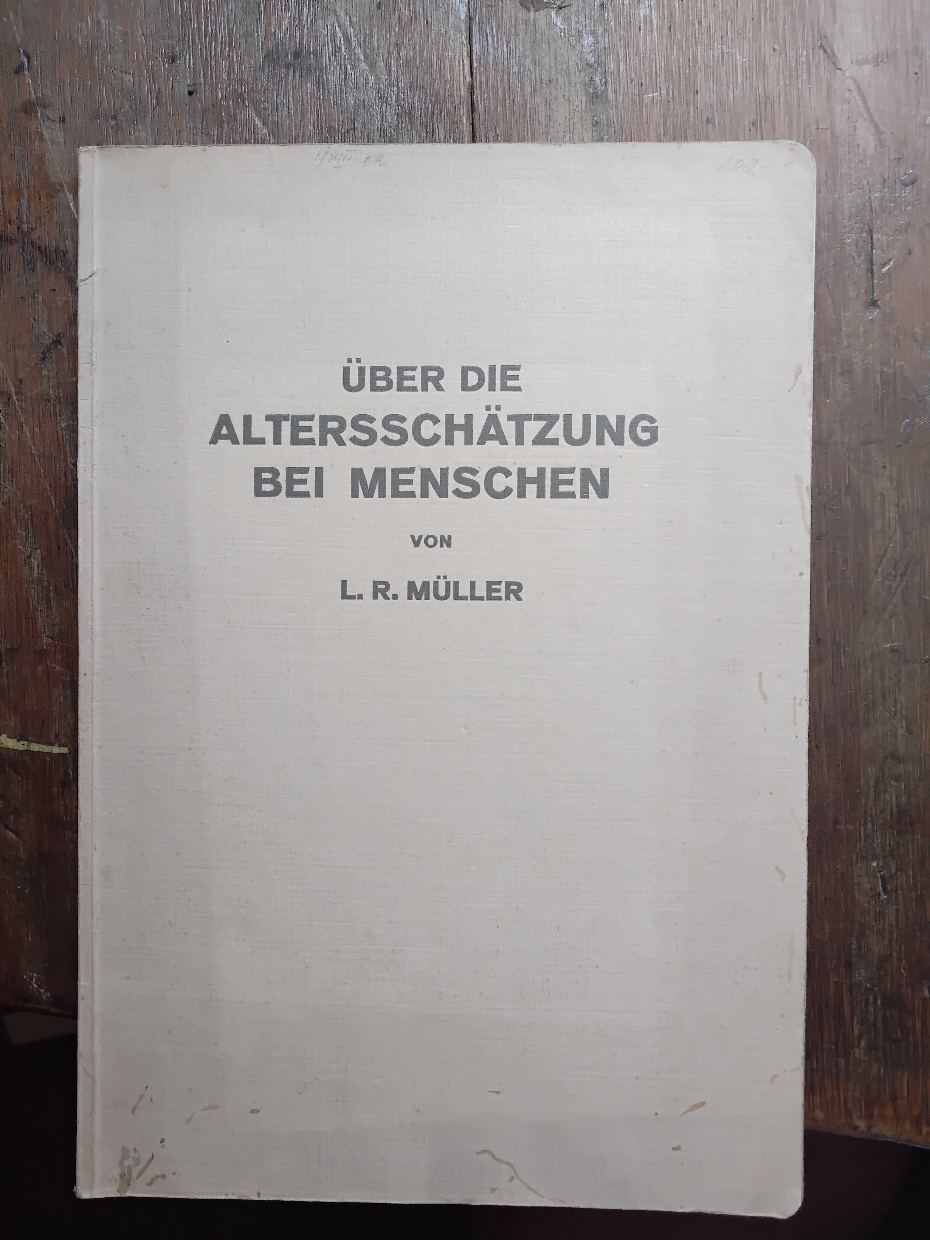 ÜBER DIE
ALTERSSCHÄTZUNG
BEI MENSCHEN
VON
L. R. MÜLLER